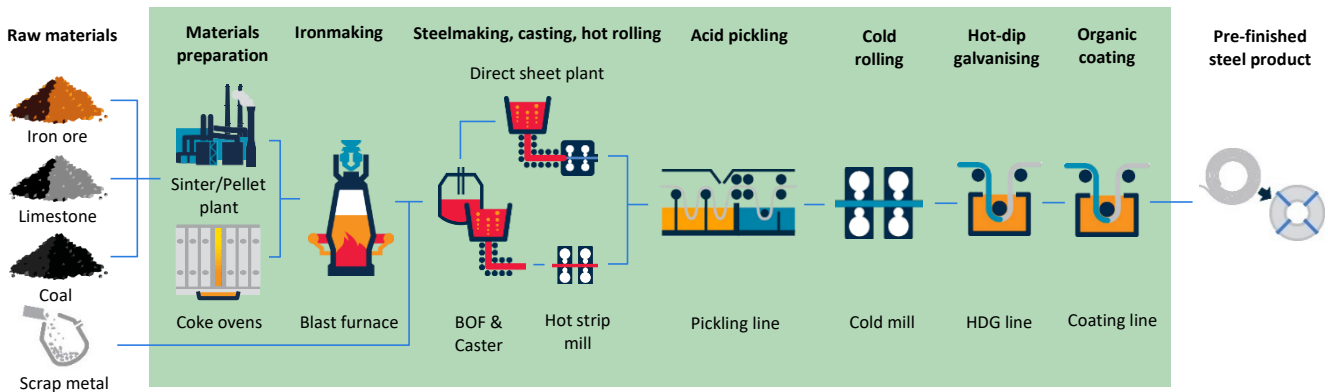 Raw materials
Iron ore
Limestone
Coal
Scrap metal
Materials
preparation
Sinter/Pellet
plant
Coke ovens
Ironmaking
Blast furnace
Steelmaking, casting, hot rolling
Direct sheet plant
BOF &
Caster
Hot strip
mill
Acid pickling
Pickling line
Cold
rolling
Cold mill
Hot-dip
galvanising
HDG line
Organic
coating
Coating line
Pre-finished
steel product